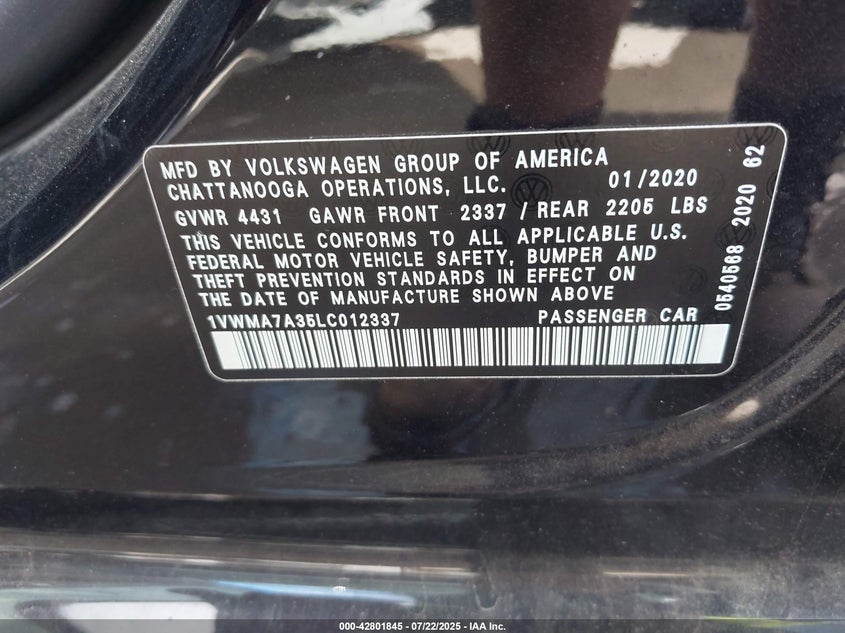 MFD BY VOLKSWAGEN GROUP OF AMERICA
CHATTANOOGA OPERATIONS, LLC. 01/2020
GVWR 4431 GAWR FRONT 2337 / REAR 2205 LBS
THIS VEHICLE CONFORMS TO ALL APPLICABLE U.S.
FEDERAL MOTOR VEHICLE SAFETY, BUMPER AND
THEFT PREVENTION STANDARDS IN EFFECT ON
THE DATE OF MANUFACTURE SHOWN ABOVE
1VWMA7A35LC012337 PASSENGER CAR
0540568 2020 62
000-42801845 - 07/22/2025 - IAA Inc.